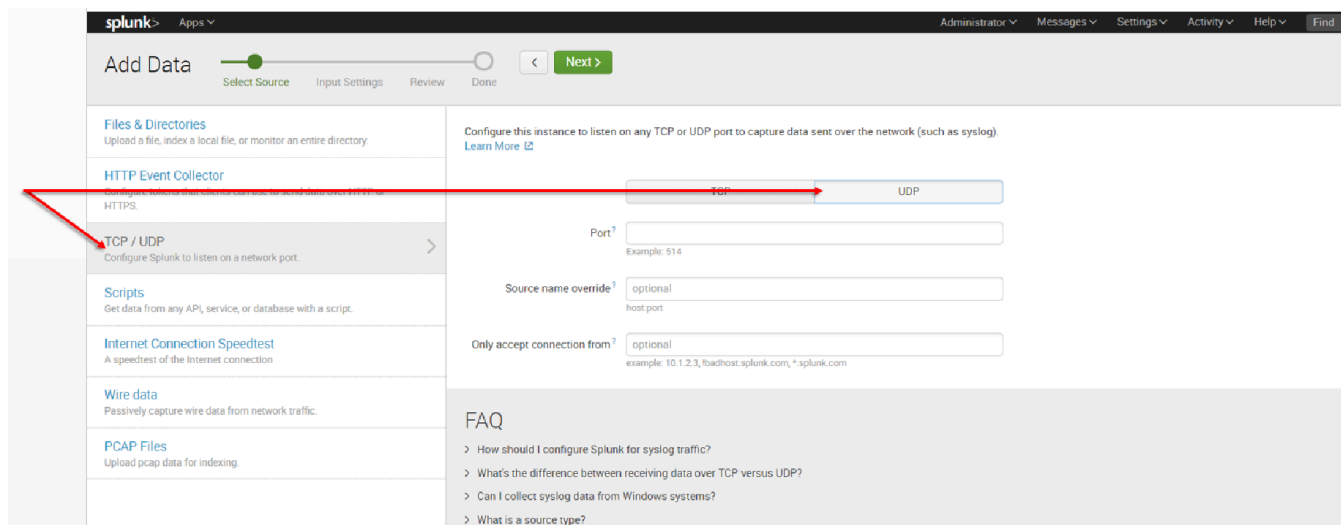 splunk> Apps Administrator Messages Settings Activity Help Find
Add Data
Select Source Input Settings Review Done
< Next >
Files & Directories
Upload a file, index a local file, or monitor an entire directory.
HTTP Event Collector
Configure tokens that clients can use to send data over HTTP or
HTTPS.
TCP / UDP
Configure Splunk to listen on a network port.
Scripts
Get data from any API, service, or database with a script.
Internet Connection Speedtest
A speedtest of the Internet connection
Wire data
Passively capture wire data from network traffic.
PCAP Files
Upload pcap data for indexing.
Configure this instance to listen on any TCP or UDP port to capture data sent over the network (such as syslog).
Learn More
TCP UDP
Port ?
Example: 514
Source name override ? optional
host:port
Only accept connection from ? optional
example: 10.1.2.3, !badhost.splunk.com, *.splunk.com
FAQ
> How should I configure Splunk for syslog traffic?
> What's the difference between receiving data over TCP versus UDP?
> Can I collect syslog data from Windows systems?
> What is a source type?